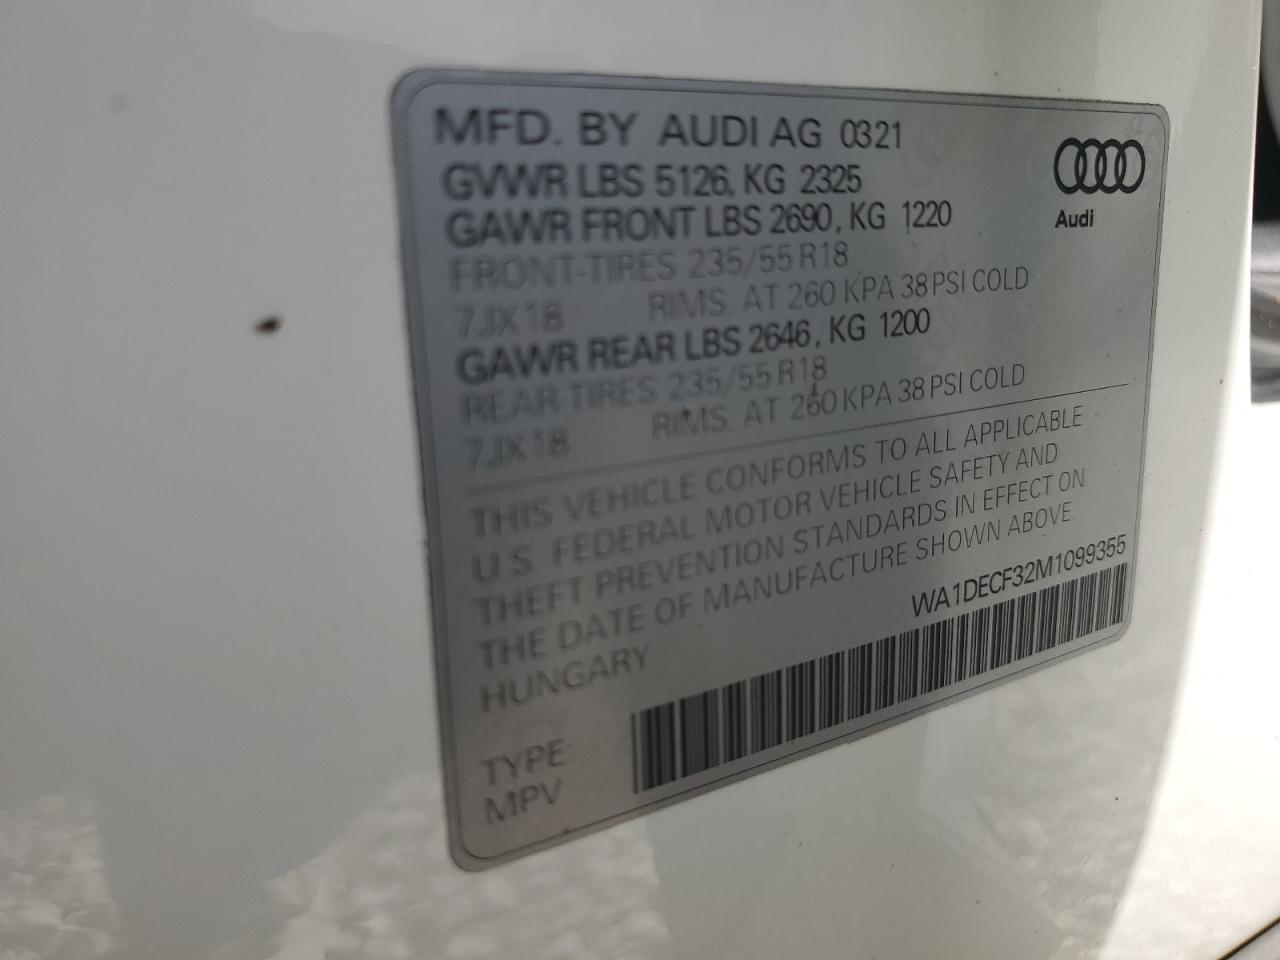 MFD. BY AUDI AG 0321
GVWR LBS 5126, KG 2325
GAWR FRONT LBS 2690, KG 1220
FRONT-TIRES 235/55 R18
7JX18 RIMS, AT 260 KPA 38 PSI COLD
GAWR REAR LBS 2646, KG 1200
REAR-TIRES 235/55 R18
7JX18 RIMS, AT 260 KPA 38 PSI COLD
Audi
THIS VEHICLE CONFORMS TO ALL APPLICABLE
U.S. FEDERAL MOTOR VEHICLE SAFETY AND
THEFT PREVENTION STANDARDS IN EFFECT ON
THE DATE OF MANUFACTURE SHOWN ABOVE.
HUNGARY
WA1DECF32M1099355
TYPE:
MPV